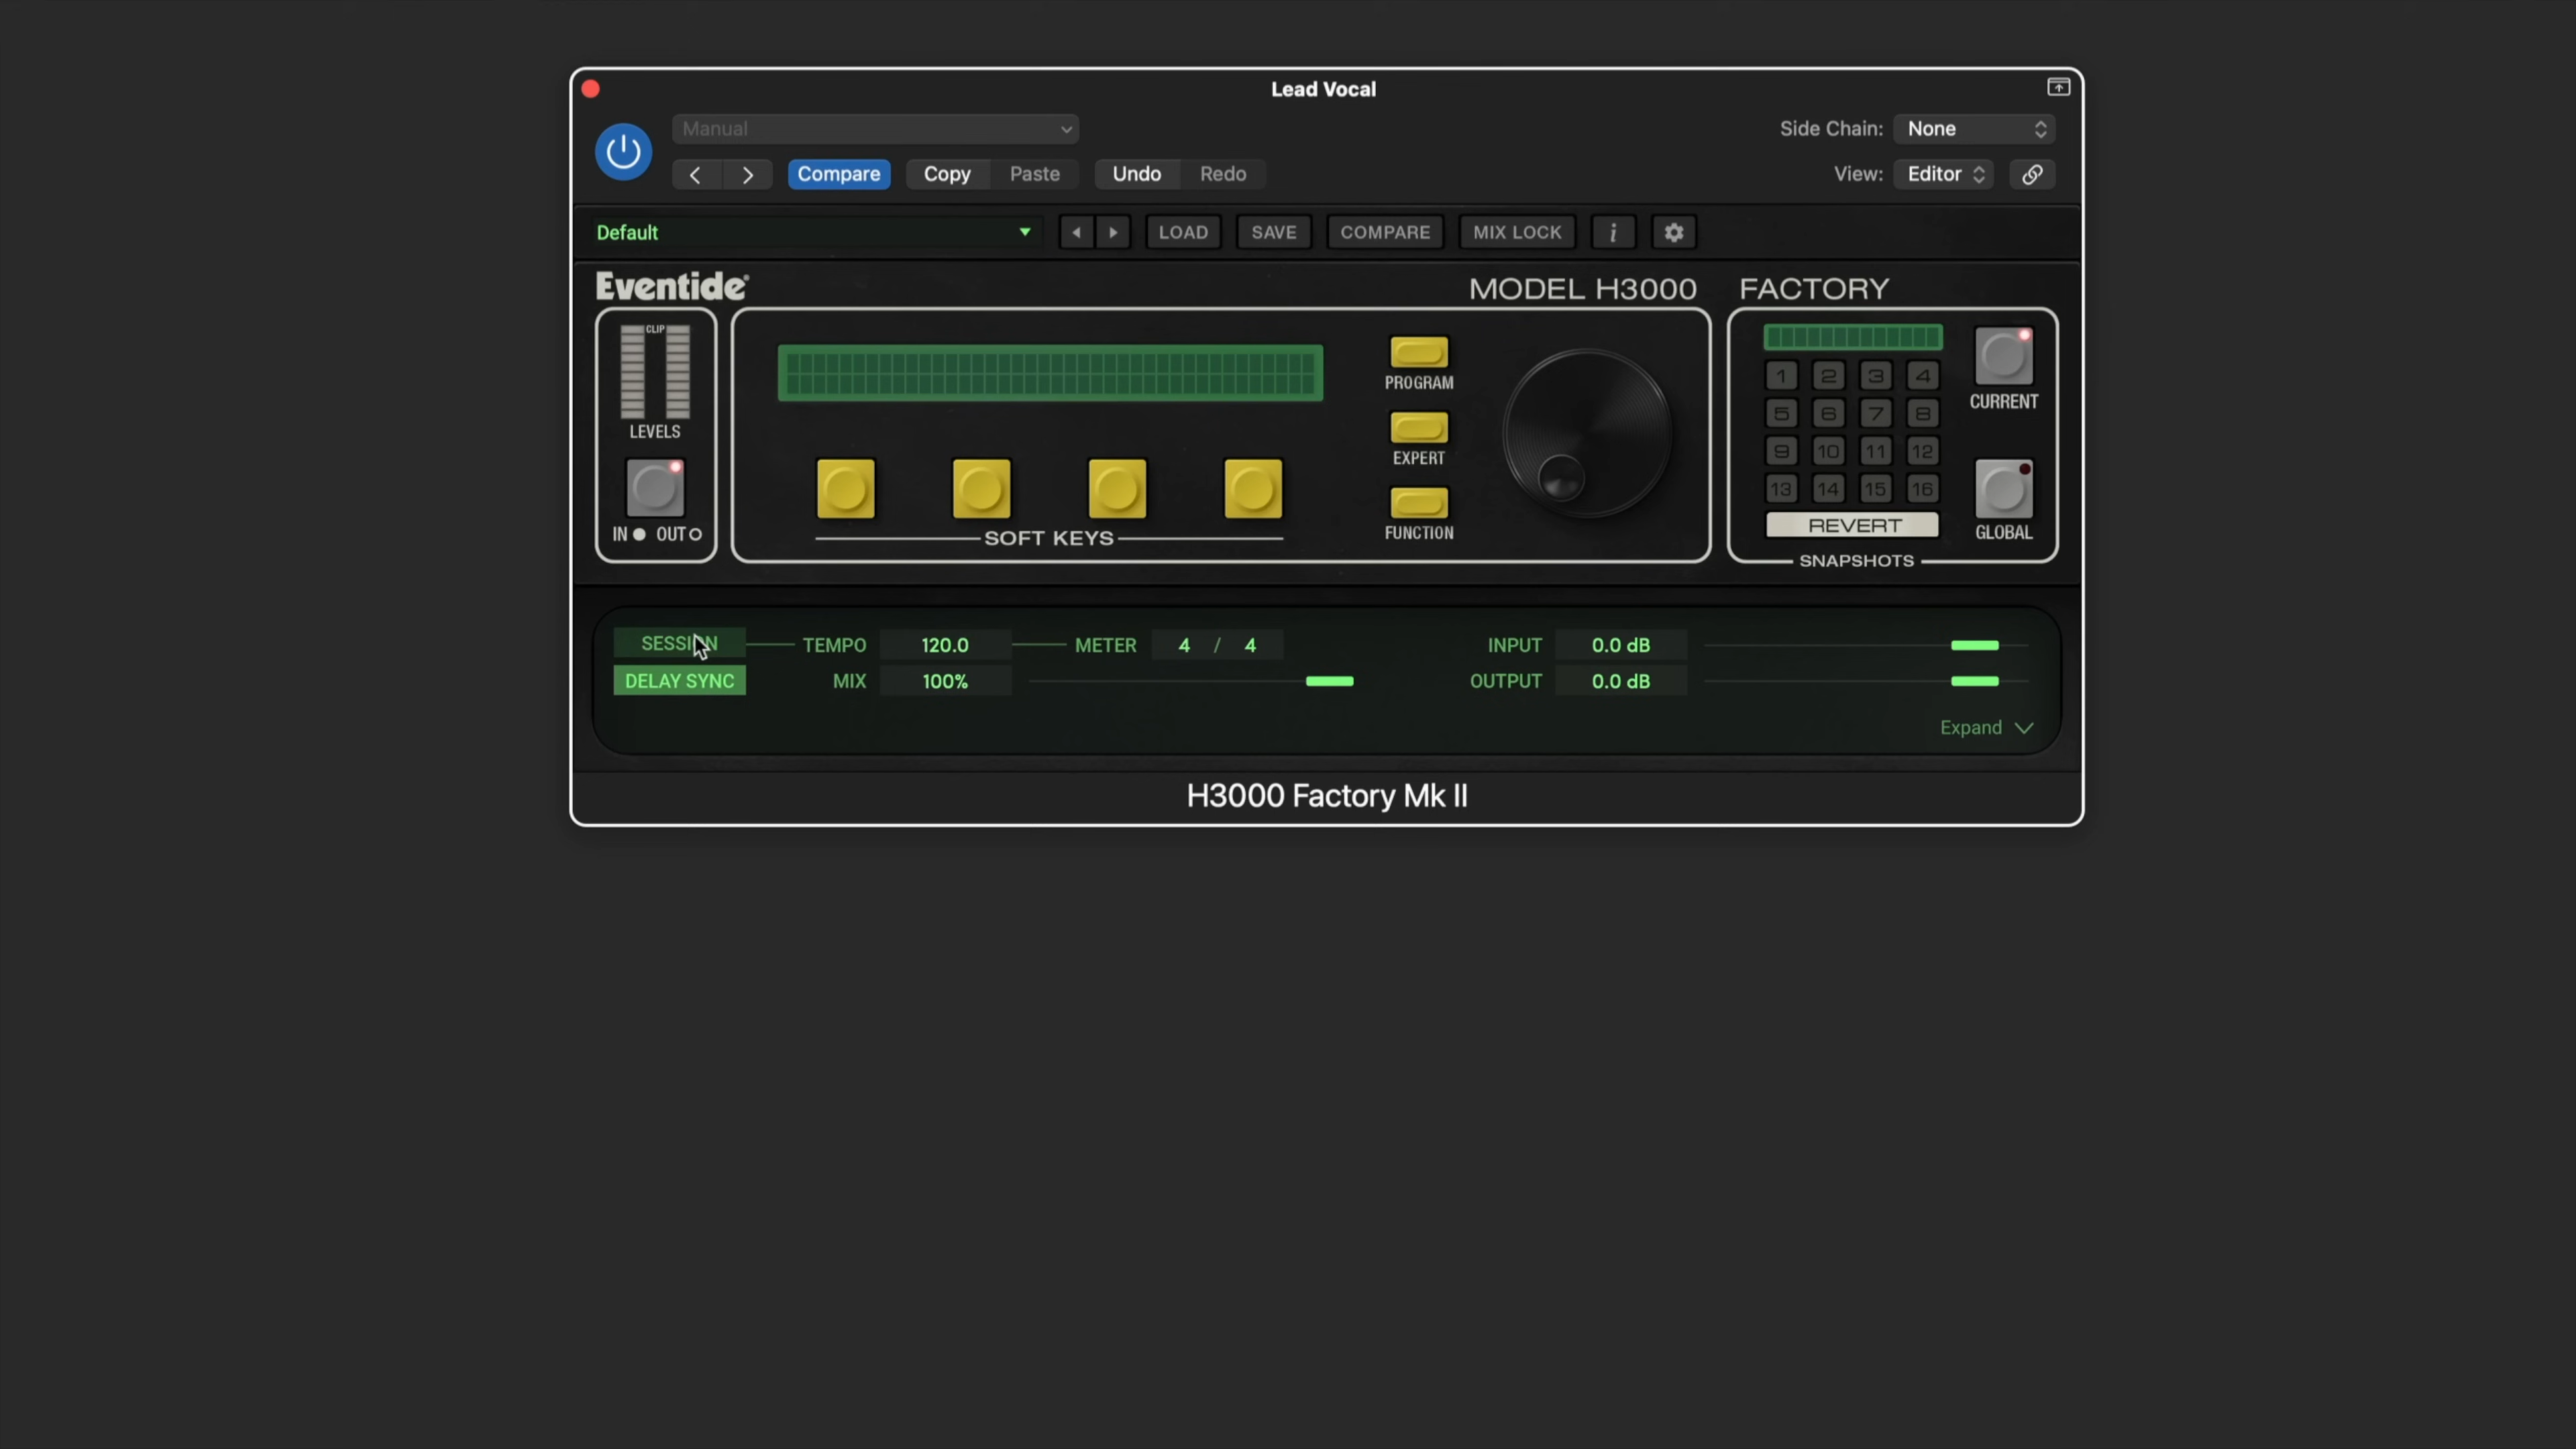 Lead Vocal
Manual
Side Chain: None
Compare Copy Paste Undo Redo
View: Editor
Default
LOAD SAVE COMPARE MIX LOCK i
Eventide®
MODEL H3000
FACTORY
CLIP
LEVELS
IN OUT
SOFT KEYS
PROGRAM
EXPERT
FUNCTION
1 2 3 4
5 6 7 8
9 10 11 12
13 14 15 16
REVERT
SNAPSHOTS
CURRENT
GLOBAL
SESSION TEMPO 120.0 METER 4 / 4 INPUT 0.0 dB
DELAY SYNC MIX 100% OUTPUT 0.0 dB
Expand
H3000 Factory Mk II